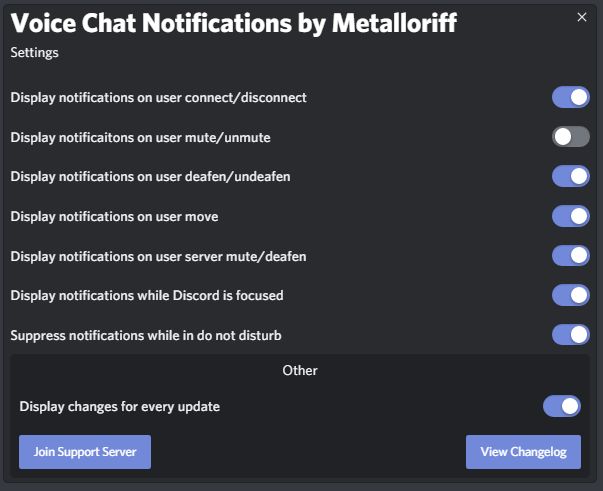 Voice Chat Notifications by Metalloriff
Settings
Display notifications on user connect/disconnect
Display notificaitons on user mute/unmute
Display notifications on user deafen/undeafen
Display notifications on user move
Display notifications on user server mute/deafen
Display notifications while Discord is focused
Suppress notifications while in do not disturb
Other
Display changes for every update
Join Support Server
View Changelog